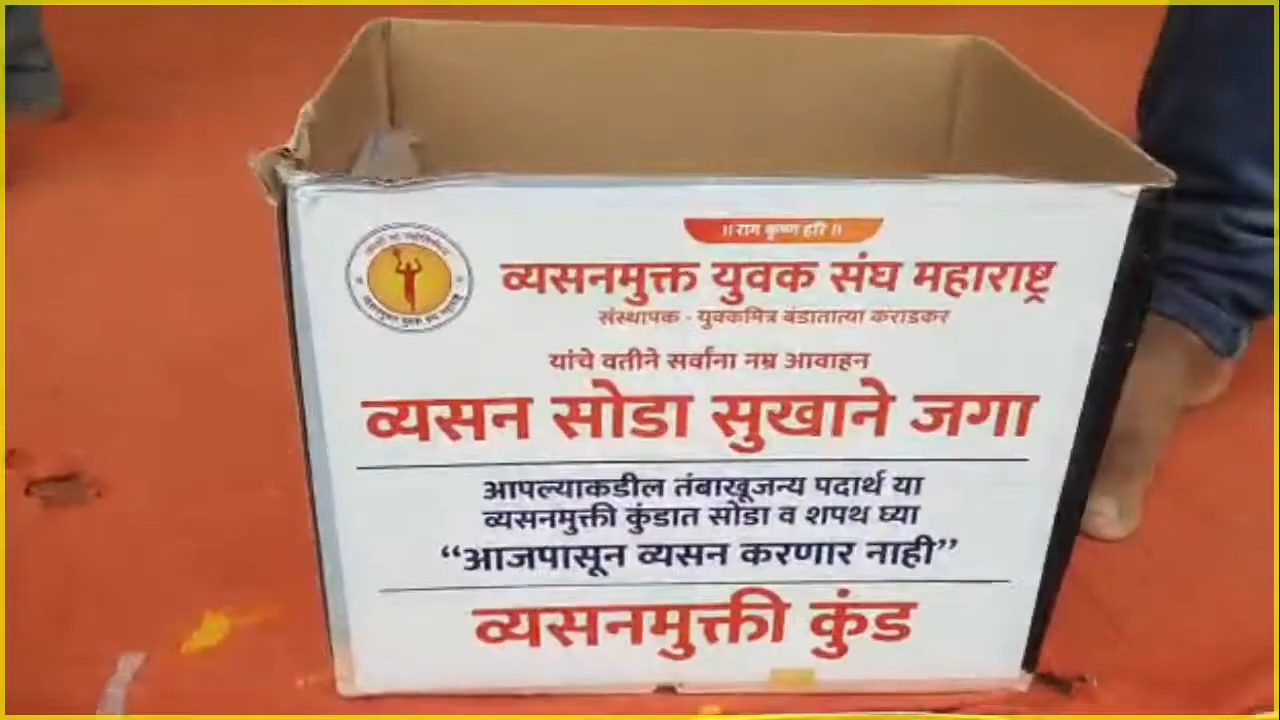 ॥ राम कृष्ण हरि ॥
व्यसनमुक्त युवक संघ महाराष्ट्र
संस्थापक - युवकमित्र बंडातात्या कराडकर
यांचे वतीने सर्वांना नम्र आवाहन
व्यसन सोडा सुखाने जगा
आपल्याकडील तंबाखूजन्य पदार्थ या
व्यसनमुक्ती कुंडात सोडा व शपथ घ्या
“आजपासून व्यसन करणार नाही”
व्यसनमुक्ती कुंड